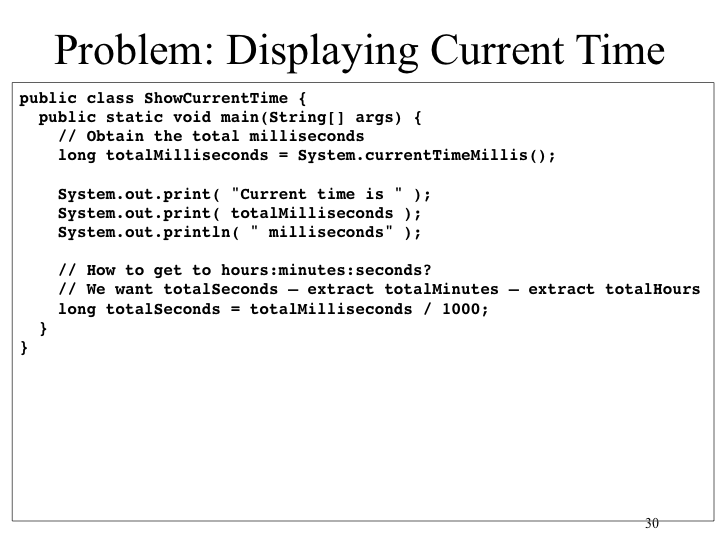 Problem: Displaying Current Time
public class ShowCurrentTime {
  public static void main(String[] args) {
    // Obtain the total milliseconds
    long totalMilliseconds = System.currentTimeMillis();

    System.out.print( "Current time is " );
    System.out.print( totalMilliseconds );
    System.out.println( " milliseconds" );

    // How to get to hours:minutes:seconds?
    // We want totalSeconds – extract totalMinutes – extract totalHours
    long totalSeconds = totalMilliseconds / 1000;
  }
}
30